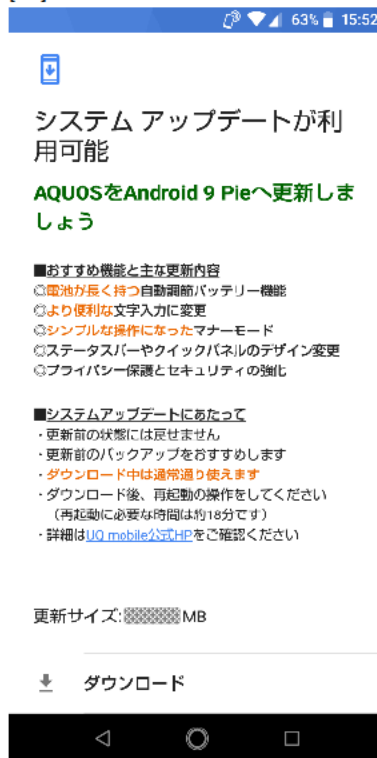 63% 15:52
システム アップデートが利
用可能
AQUOSをAndroid 9 Pieへ更新しま
しょう
■おすすめ機能と主な更新内容
◎電池が長く持つ自動調節バッテリー機能
◎より便利な文字入力に変更
◎シンプルな操作になったマナーモード
◎ステータスバーやクイックパネルのデザイン変更
◎プライバシー保護とセキュリティの強化
■システムアップデートにあたって
・更新前の状態には戻せません
・更新前のバックアップをおすすめします
・ダウンロード中は通常通り使えます
・ダウンロード後、再起動の操作をしてください
（再起動に必要な時間は約18分です）
・詳細はUQ mobile公式HPをご確認ください
更新サイズ: MB
ダウンロード